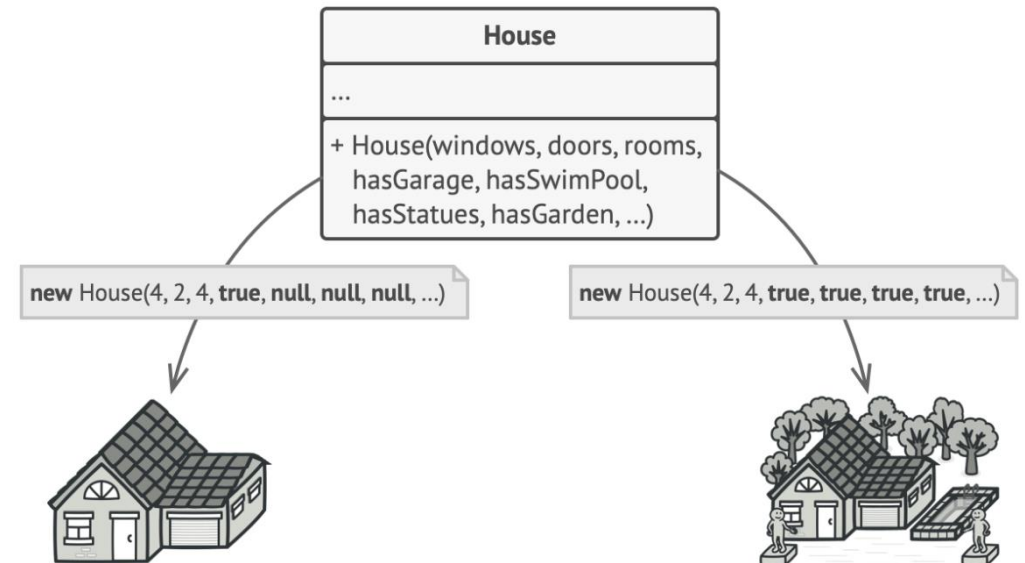 House
...
+ House(windows, doors, rooms,
hasGarage, hasSwimPool,
hasStatues, hasGarden, ...)
new House(4, 2, 4, true, null, null, null, ...)
new House(4, 2, 4, true, true, true, true, ...)